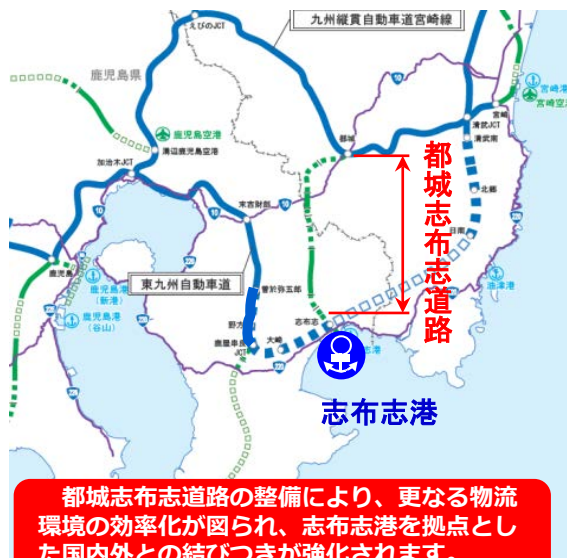 九州縦貫自動車道宮崎線
えびのJCT
鹿児島県
10
宮崎港
宮崎空港
鹿児島空港
溝辺鹿児島空港
加治木JCT
都城
宮崎
清武JCT
清武南
都城志布志道路
末吉財部
10
10
北郷
日南
220
東九州自動車道
曽於弥五郎
鹿児島
鹿児島港
(新港)
鹿児島港
(谷山)
野方
鹿屋串良
JCT
大崎
志布志
油津港
220
220
志布志港
都城志布志道路の整備により、更なる物流
環境の効率化が図られ、志布志港を拠点とし
た国内外との結びつきが強化されます。